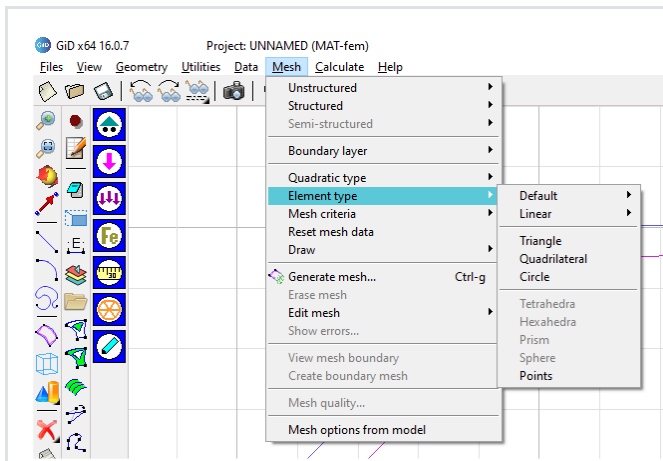 GiD GiD x64 16.0.7 Project: UNNAMED (MAT-fem)
Files View Geometry Utilities Data Mesh Calculate Help
Unstructured
Structured
Semi-structured
Boundary layer
Quadratic type
Element type
Mesh criteria
Reset mesh data
Draw
Generate mesh... Ctrl-g
Erase mesh
Edit mesh
Show errors...
View mesh boundary
Create boundary mesh
Mesh quality...
Mesh options from model
Default
Linear
Triangle
Quadrilateral
Circle
Tetrahedra
Hexahedra
Prism
Sphere
Points
Fe
:E:
30